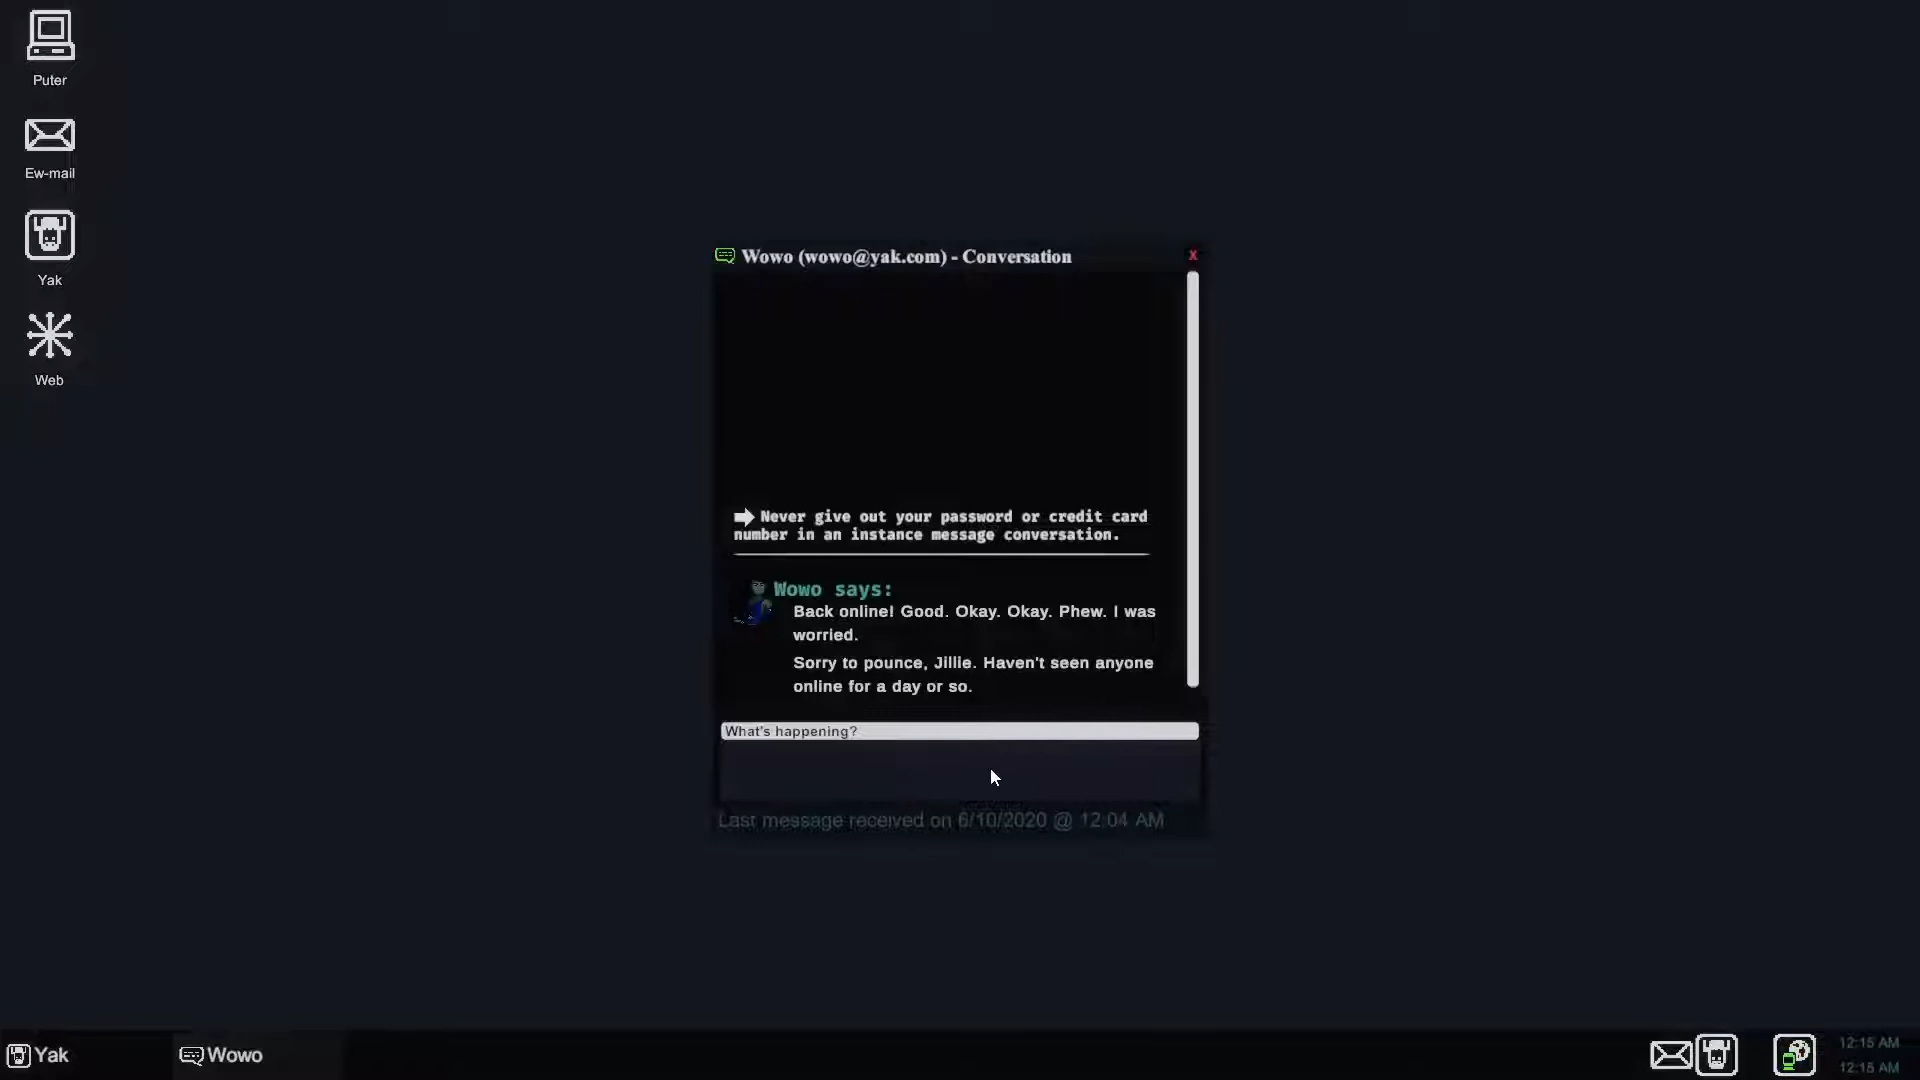 Puter
Ew-mail
Yak
Web
Wowo (wowo@yak.com) - Conversation
X
Never give out your password or credit card
number in an instance message conversation.
Wowo says:
Back online! Good. Okay. Okay. Phew. I was
worried.
Sorry to pounce, Jillie. Haven't seen anyone
online for a day or so.
What's happening?
Last message received on 6/10/2020 @ 12:04 AM
Yak
Wowo
12:15 AM
12:15 AM